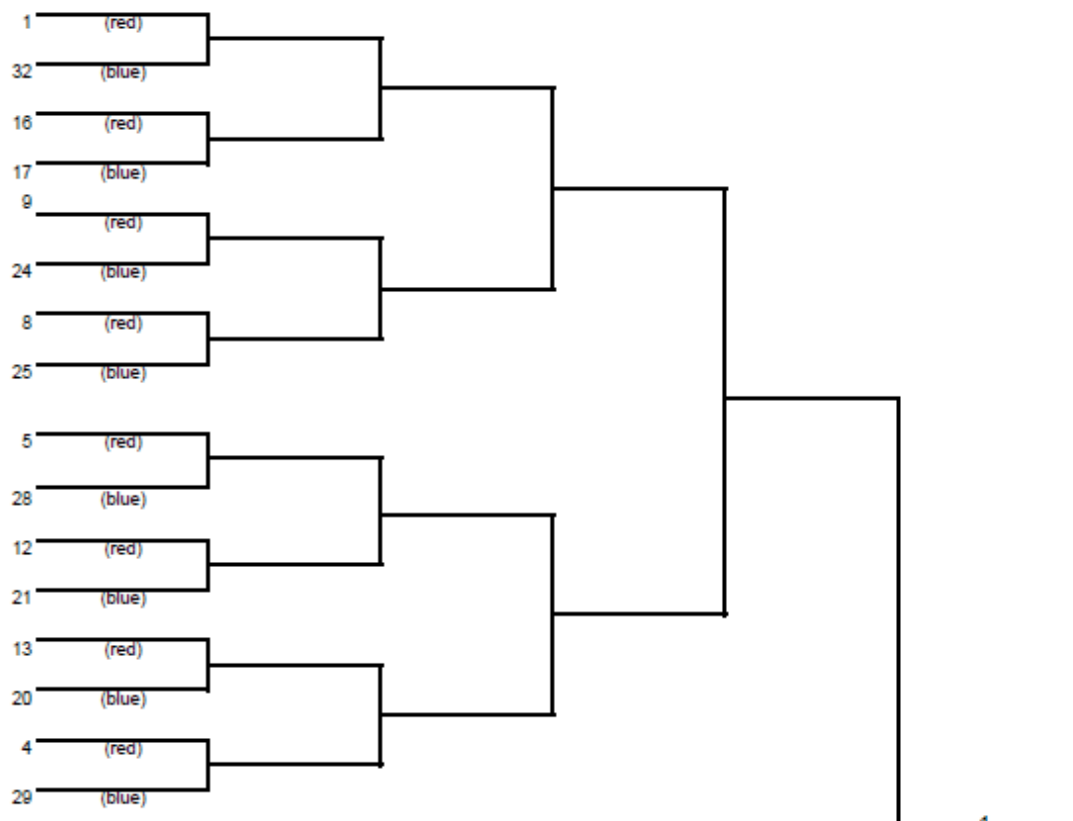 1 (red)
32 (blue)
16 (red)
17 (blue)
9 (red)
24 (blue)
8 (red)
25 (blue)
5 (red)
28 (blue)
12 (red)
21 (blue)
13 (red)
20 (blue)
4 (red)
29 (blue)